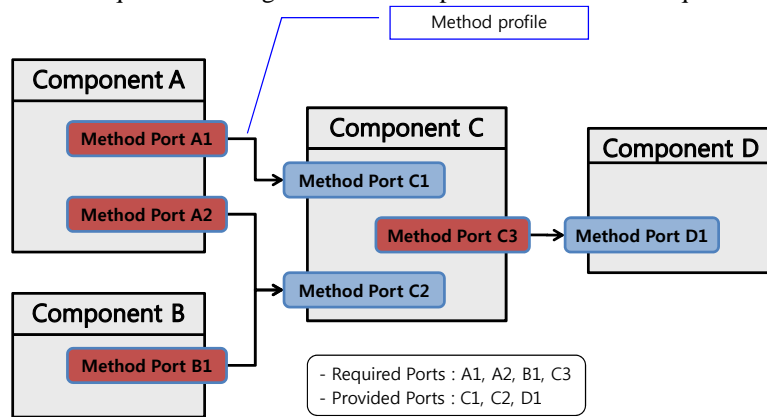 Method profile
Component A
Method Port A1
Method Port A2
Component B
Method Port B1
Component C
Method Port C1
Method Port C3
Method Port C2
Component D
Method Port D1
- Required Ports : A1, A2, B1, C3
- Provided Ports : C1, C2, D1